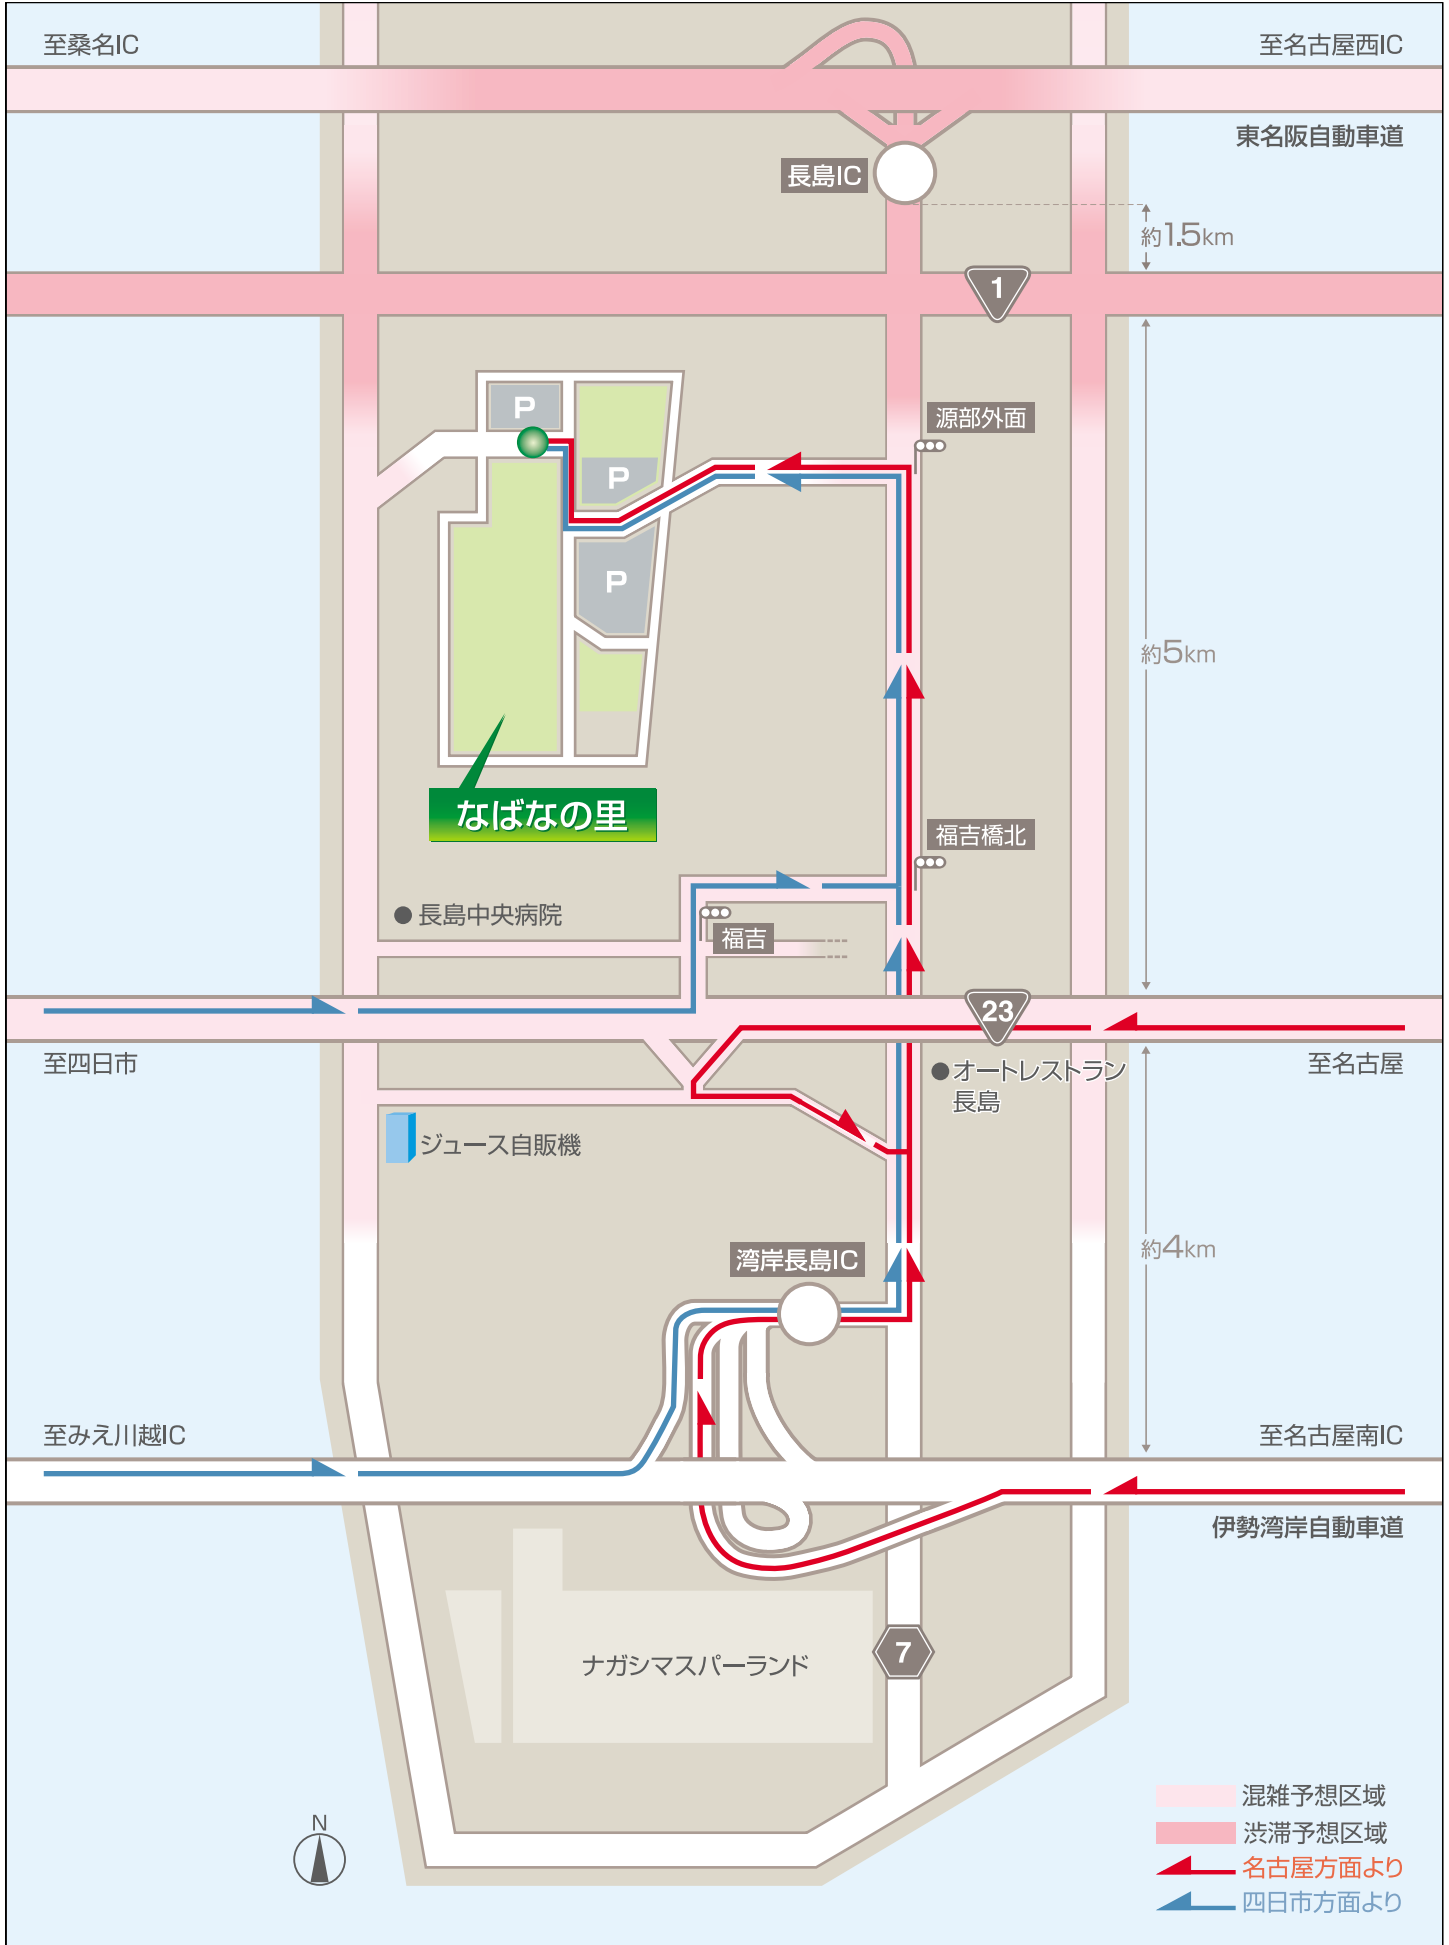 至桑名IC
至名古屋西IC
東名阪自動車道
長島IC
約1.5km
1
源部外面
P
P
P
約5km
なばなの里
福吉橋北
長島中央病院
福吉
23
至四日市
至名古屋
オートレストラン
長島
ジュース自販機
湾岸長島IC
約4km
至みえ川越IC
至名古屋南IC
伊勢湾岸自動車道
ナガシマスパーランド
7
N
混雑予想区域
渋滞予想区域
名古屋方面より
四日市方面より